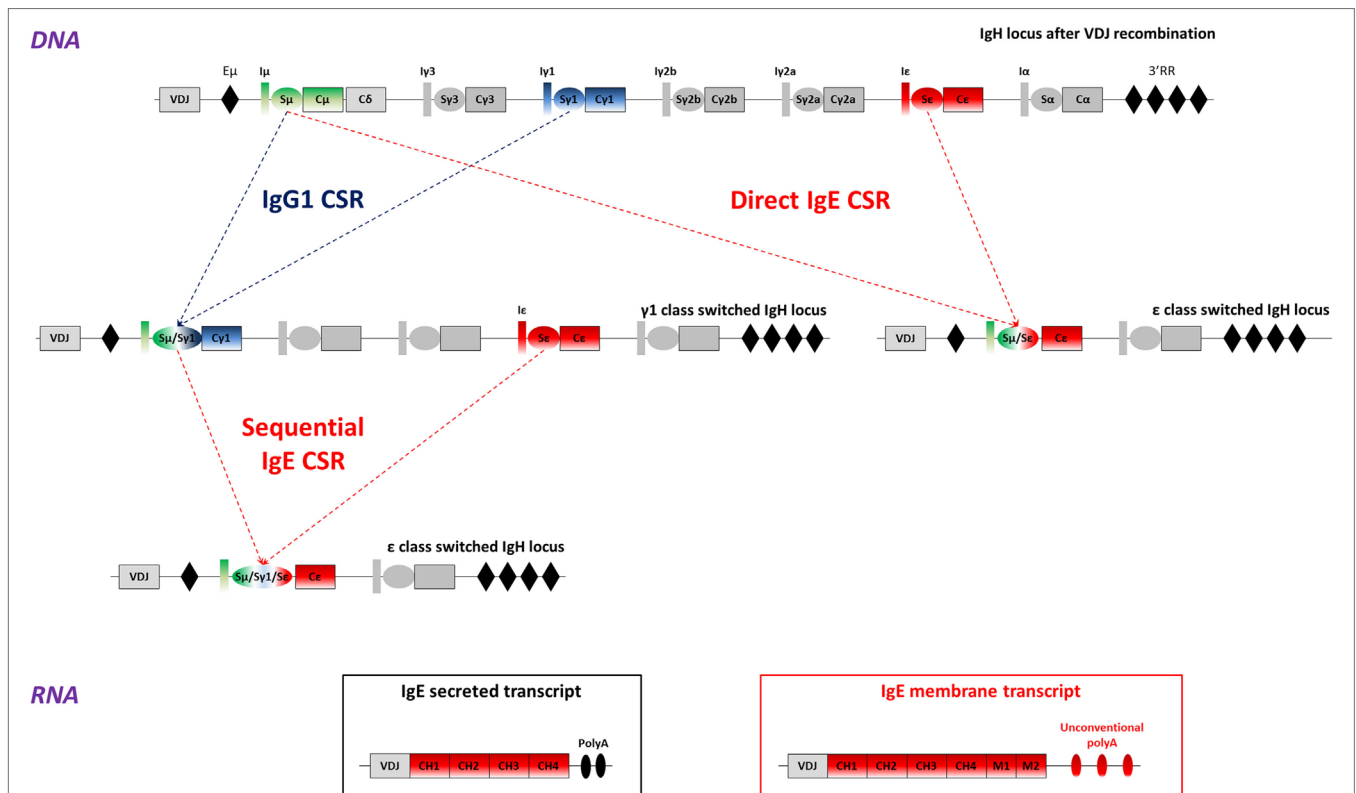 DNA
IgH locus after VDJ recombination
Eμ
Iμ
Iγ3
Iγ1
Iγ2b
Iγ2a
Iε
Iα
3'RR
VDJ
Sμ
Cμ
Cδ
Sγ3
Cγ3
Sγ1
Cγ1
Sγ2b
Cγ2b
Sγ2a
Cγ2a
Sε
Cε
Sα
Cα
IgG1 CSR
Direct IgE CSR
Iε
γ1 class switched IgH locus
ε class switched IgH locus
VDJ
Sμ/Sγ1
Cγ1
Sε
Cε
VDJ
Sμ/Sε
Cε
Sequential
IgE CSR
ε class switched IgH locus
VDJ
Sμ/Sγ1/Sε
Cε
RNA
IgE secreted transcript
PolyA
VDJ
CH1
CH2
CH3
CH4
IgE membrane transcript
Unconventional
polyA
VDJ
CH1
CH2
CH3
CH4
M1
M2